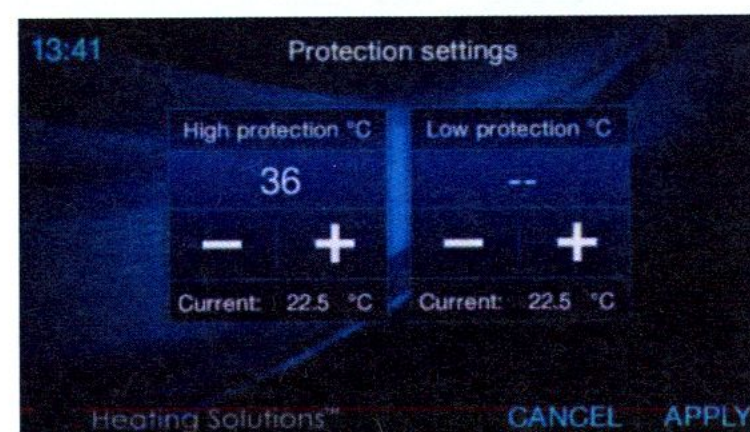 13:41
Protection settings
High protection °C
Low protection °C
36
--
− +
− +
Current: 22.5 °C
Current: 22.5 °C
Heating Solutions™
CANCEL APPLY